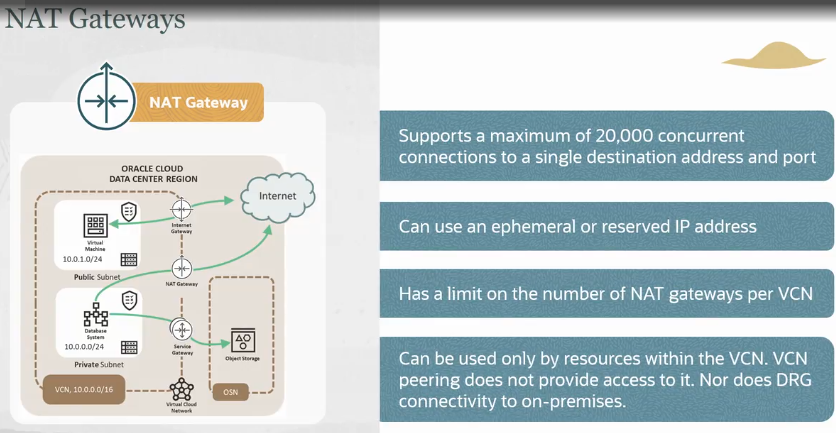 NAT Gateways
NAT Gateway
ORACLE CLOUD
DATA CENTER REGION
Internet
Internet
Gateway
Virtual
Machine
10.0.1.0/24
Public Subnet
NAT Gateway
Database
System
10.0.0.0/24
Private Subnet
Service
Gateway
Object Storage
VCN, 10.0.0.0/16
Virtual Cloud
Network
OSN
Supports a maximum of 20,000 concurrent
connections to a single destination address and port
Can use an ephemeral or reserved IP address
Has a limit on the number of NAT gateways per VCN
Can be used only by resources within the VCN. VCN
peering does not provide access to it. Nor does DRG
connectivity to on-premises.